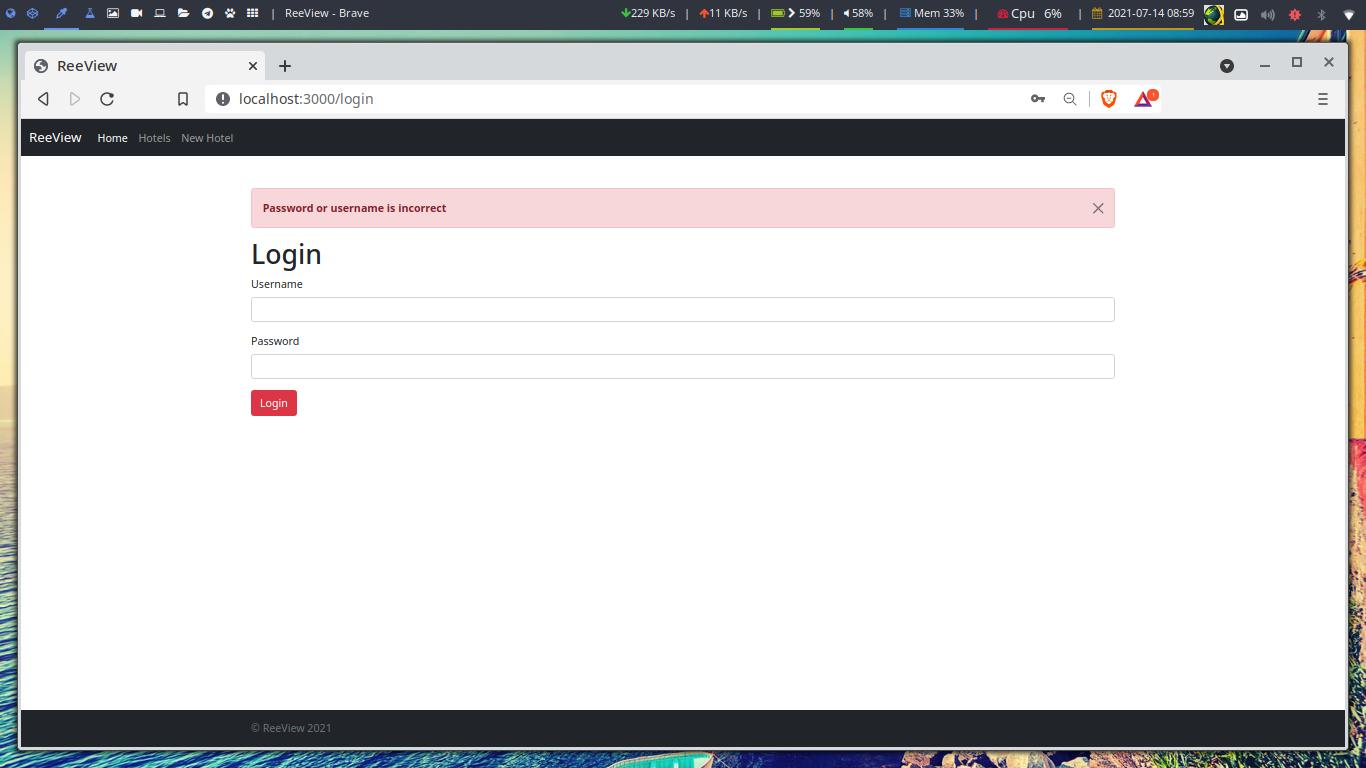 | ReeView - Brave 229 KB/s | 11 KB/s | 59% | 58% | Mem 33% | Cpu 6% | 2021-07-14 08:59
ReeView
localhost:3000/login
1
ReeView Home Hotels New Hotel
Password or username is incorrect
Login
Username
Password
Login
© ReeView 2021